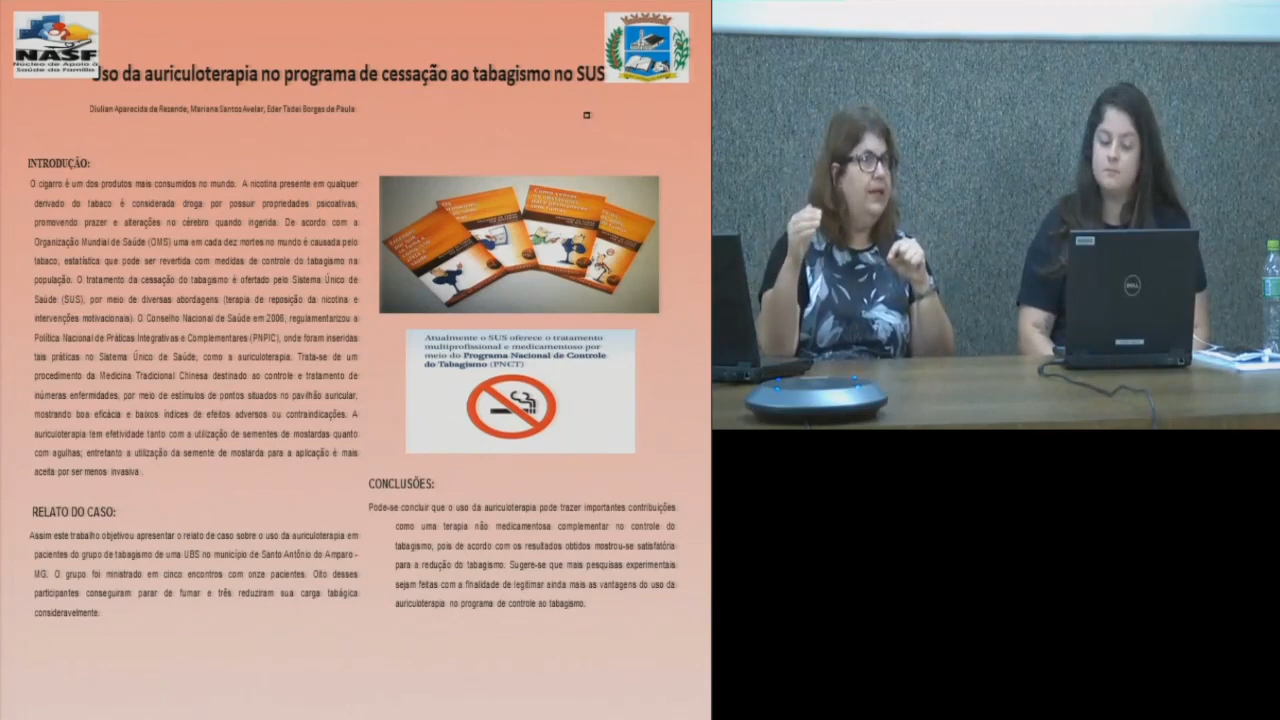 NASF
Núcleo de Apoio à
Saúde da Família
Uso da auriculoterapia no programa de cessação ao tabagismo no SUS
Diulian Aparecida de Rezende, Mariana Santos Avelar, Eder Tadei Borges de Paula
INTRODUÇÃO:
O cigarro é um dos produtos mais consumidos no mundo. A nicotina presente em qualquer
derivado do tabaco é considerada droga por possuir propriedades psicoativas,
promovendo prazer e alterações no cérebro quando ingerida. De acordo com a
Organização Mundial de Saúde (OMS) uma em cada dez mortes no mundo é causada pelo
tabaco, estatística que pode ser revertida com medidas de controle do tabagismo na
população. O tratamento da cessação do tabagismo é ofertado pelo Sistema Único de
Saúde (SUS), por meio de diversas abordagens (terapia de reposição da nicotina e
intervenções motivacionais). O Conselho Nacional de Saúde em 2006, regulamentarizou a
Política Nacional de Práticas Integrativas e Complementares (PNPIC), onde foram inseridas
tais práticas no Sistema Único de Saúde, como a auriculoterapia. Trata-se de um
procedimento da Medicina Tradicional Chinesa destinado ao controle e tratamento de
inúmeras enfermidades, por meio de estímulos de pontos situados no pavilhão auricular,
mostrando boa eficácia e baixos índices de efeitos adversos ou contraindicações. A
auriculoterapia tem efetividade tanto com a utilização de sementes de mostardas quanto
com agulhas; entretanto a utilização da semente de mostarda para a aplicação é mais
aceita por ser menos invasiva.
RELATO DO CASO:
Assim este trabalho objetivou apresentar o relato de caso sobre o uso da auriculoterapia em
pacientes do grupo de tabagismo de uma UBS no município de Santo Antônio do Amparo -
MG. O grupo foi ministrado em cinco encontros com onze pacientes. Oito desses
participantes conseguiram parar de fumar e três reduziram sua carga tabágica
consideravelmente.
Atualmente o SUS oferece o tratamento
multiprofissional e medicamentoso por
meio do Programa Nacional de Controle
do Tabagismo (PNCT)
CONCLUSÕES:
Pode-se concluir que o uso da auriculoterapia pode trazer importantes contribuições
como uma terapia não medicamentosa complementar no controle do
tabagismo, pois de acordo com os resultados obtidos mostrou-se satisfatória
para a redução do tabagismo. Sugere-se que mais pesquisas experimentais
sejam feitas com a finalidade de legitimar ainda mais as vantagens do uso da
auriculoterapia no programa de controle ao tabagismo.
DELL